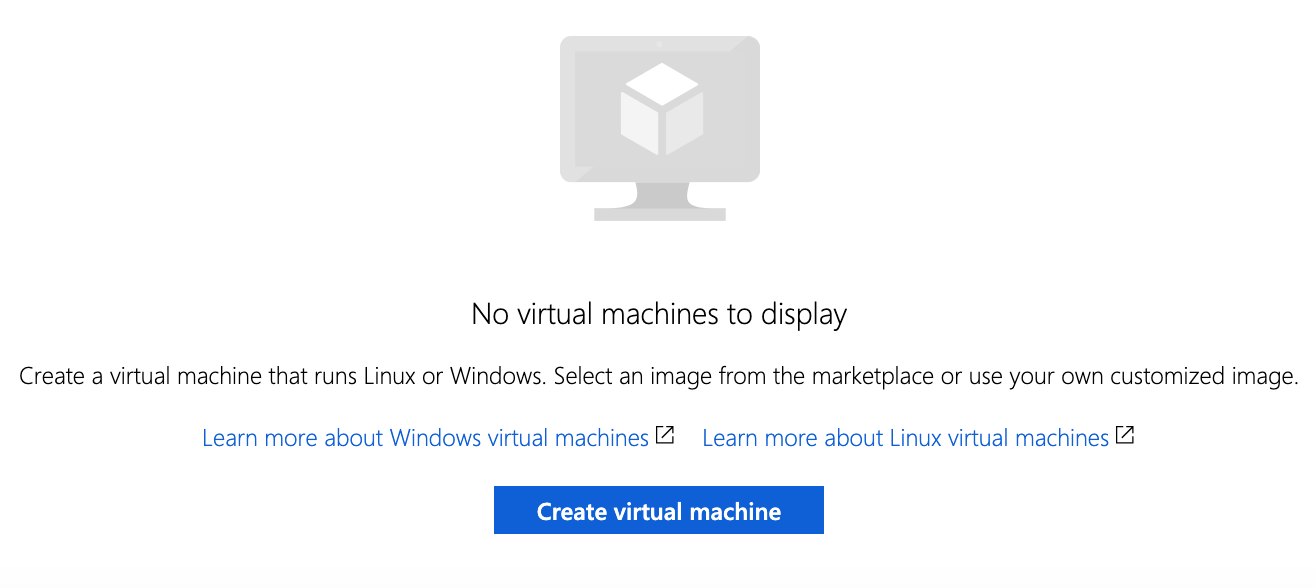 No virtual machines to display
Create a virtual machine that runs Linux or Windows. Select an image from the marketplace or use your own customized image.
Learn more about Windows virtual machines Learn more about Linux virtual machines
Create virtual machine